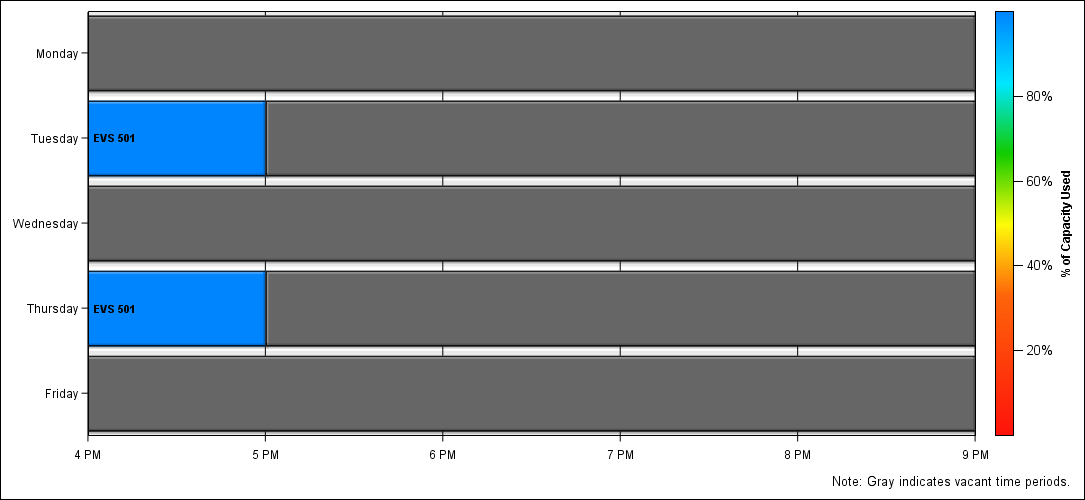 Monday
Tuesday
EVS 501
Wednesday
Thursday
EVS 501
Friday
4 PM
5 PM
6 PM
7 PM
8 PM
9 PM
80%
60%
40%
20%
% of Capacity Used
Note: Gray indicates vacant time periods.